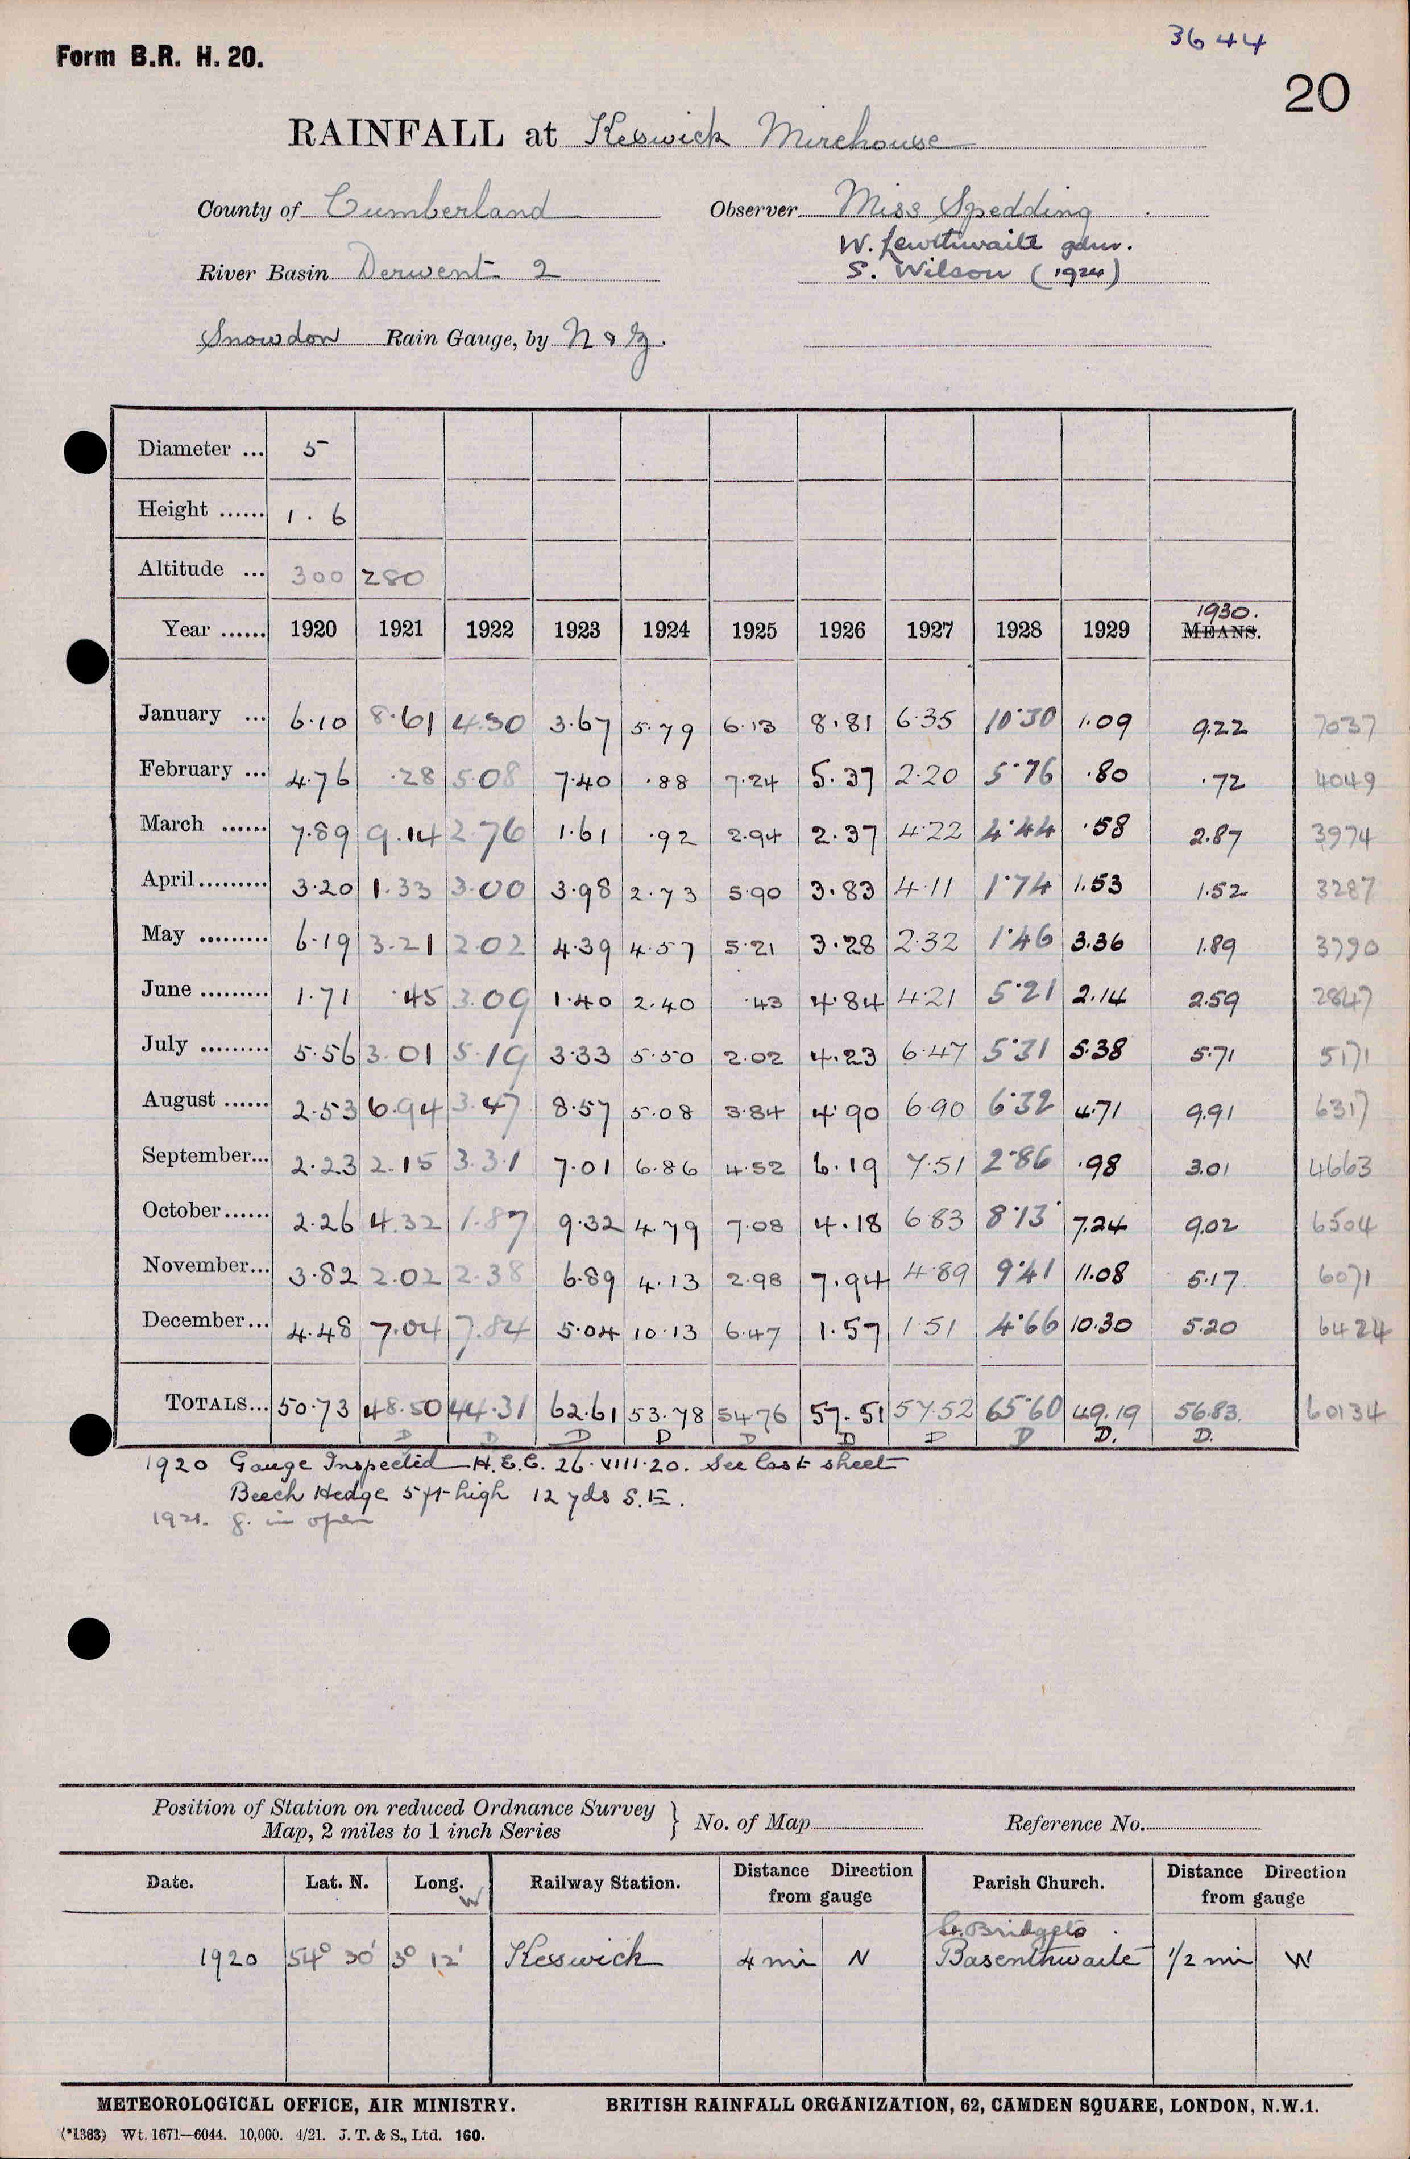 Form B.R. H. 20.
3644
20
RAINFALL at Keswick Mirehouse
County of Cumberland Observer Miss Spedding
W. Lewthwaite gdnr.
River Basin Derwent 2 S. Wilson (1924)
Snowdon Rain Gauge, by N & Z.
Diameter ... 5
Height ...... 1 . 6
Altitude ... 300 280
1930.
Year ...... 1920 1921 1922 1923 1924 1925 1926 1927 1928 1929 MEANS.
January ... 6.10 8.61 4.30 3.67 5.79 6.13 8.81 6.35 10.30 1.09 9.22 7037
February ... 4.76 .28 5.08 7.40 .88 7.24 5.37 2.20 5.76 .80 .72 4049
March ...... 7.89 9.14 2.76 1.61 .92 2.94 2.37 4.22 4.44 .58 2.87 3974
April ......... 3.20 1.33 3.00 3.98 2.73 5.90 3.83 4.11 1.74 1.53 1.52 3287
May ......... 6.19 3.21 2.02 4.39 4.57 5.21 3.28 2.32 1.46 3.36 1.89 3790
June ......... 1.71 .45 3.09 1.40 2.40 .43 4.84 4.21 5.21 2.14 2.59 2847
July ......... 5.56 3.01 5.19 3.33 5.50 2.02 4.23 6.47 5.31 5.38 5.71 5171
August ...... 2.53 6.94 3.47 8.57 5.08 3.84 4.90 6.90 6.32 4.71 9.91 6317
September... 2.23 2.15 3.31 7.01 6.86 4.52 6.19 7.51 2.86 .98 3.01 4663
October ...... 2.26 4.32 1.87 9.32 4.79 7.08 4.18 6.83 8.13 7.24 9.02 6504
November... 3.82 2.02 2.38 6.89 4.13 2.98 7.94 4.89 9.41 11.08 5.17 6071
December... 4.48 7.04 7.84 5.04 10.13 6.47 1.57 1.51 4.66 10.30 5.20 6424
TOTALS... 50.73 48.50 44.31 62.61 53.78 54.76 57.51 57.52 65.60 49.19 56.83 60134
D D D D D D D D D. D.
1920 Gauge Inspected H.E.C. 26.VIII.20. See last sheet
Beech Hedge 5 ft high 12 yds S.E.
1921. g. in open
Position of Station on reduced Ordnance Survey
Map, 2 miles to 1 inch Series } No. of Map Reference No.
Date. Lat. N. Long. W Railway Station. Distance Direction from gauge Parish Church. Distance Direction from gauge
St. Bridgets
1920 54° 30' 3° 12' Keswick 4 mi N Basenthwaite 1/2 mi W
METEOROLOGICAL OFFICE, AIR MINISTRY. BRITISH RAINFALL ORGANIZATION, 62, CAMDEN SQUARE, LONDON, N.W.1.
(*1363) Wt. 1671—6044. 10,000. 4/21. J. T. & S., Ltd. 160.